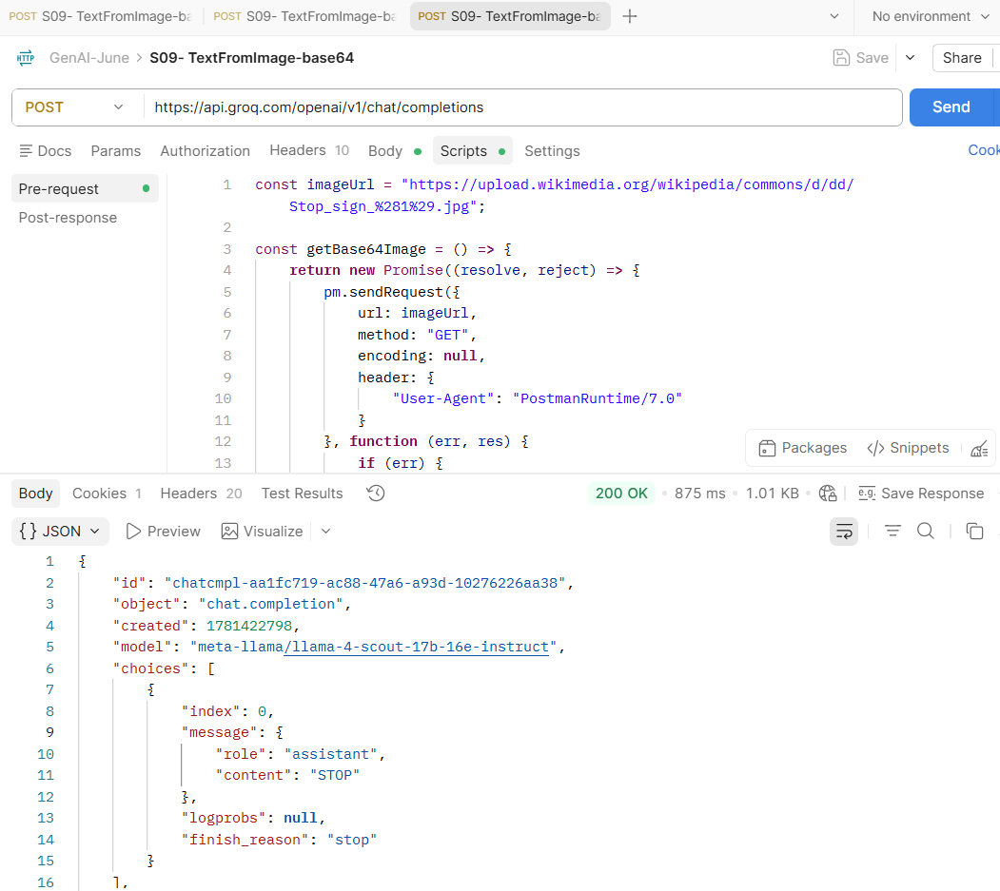 POST S09- TextFromImage-ba POST S09- TextFromImage-ba POST S09- TextFromImage-ba No environment
HTTP GenAI-June > S09- TextFromImage-base64 Save Share
POST https://api.groq.com/openai/v1/chat/completions Send
Docs Params Authorization Headers 10 Body Scripts Settings Cook
Pre-request
Post-response
1 const imageUrl = "https://upload.wikimedia.org/wikipedia/commons/d/dd/
Stop_sign_%281%29.jpg";
2
3 const getBase64Image = () => {
4 return new Promise((resolve, reject) => {
5 pm.sendRequest({
6 url: imageUrl,
7 method: "GET",
8 encoding: null,
9 header: {
10 "User-Agent": "PostmanRuntime/7.0"
11 }
12 }, function (err, res) {
13 if (err) {
Packages </> Snippets
Body Cookies 1 Headers 20 Test Results 200 OK • 875 ms • 1.01 KB • e.g. Save Response
{} JSON Preview Visualize
1 {
2 "id": "chatcmpl-aa1fc719-ac88-47a6-a93d-10276226aa38",
3 "object": "chat.completion",
4 "created": 1781422798,
5 "model": "meta-llama/llama-4-scout-17b-16e-instruct",
6 "choices": [
7 {
8 "index": 0,
9 "message": {
10 "role": "assistant",
11 "content": "STOP"
12 },
13 "logprobs": null,
14 "finish_reason": "stop"
15 }
16 ],